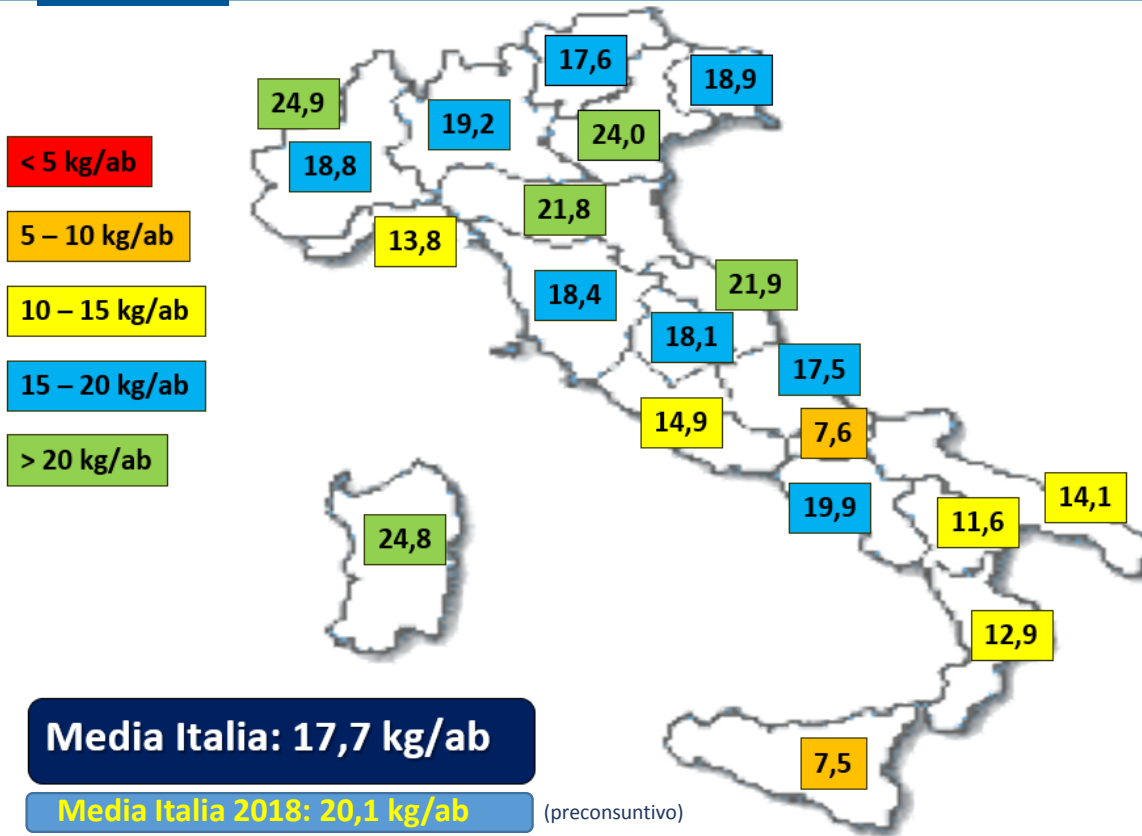 17,6
18,9
24,9
19,2
24,0
< 5 kg/ab
18,8
5 – 10 kg/ab
21,8
13,8
10 – 15 kg/ab
18,4
21,9
18,1
15 – 20 kg/ab
17,5
14,9
7,6
> 20 kg/ab
14,1
19,9
11,6
24,8
12,9
Media Italia: 17,7 kg/ab
7,5
Media Italia 2018: 20,1 kg/ab (preconsuntivo)